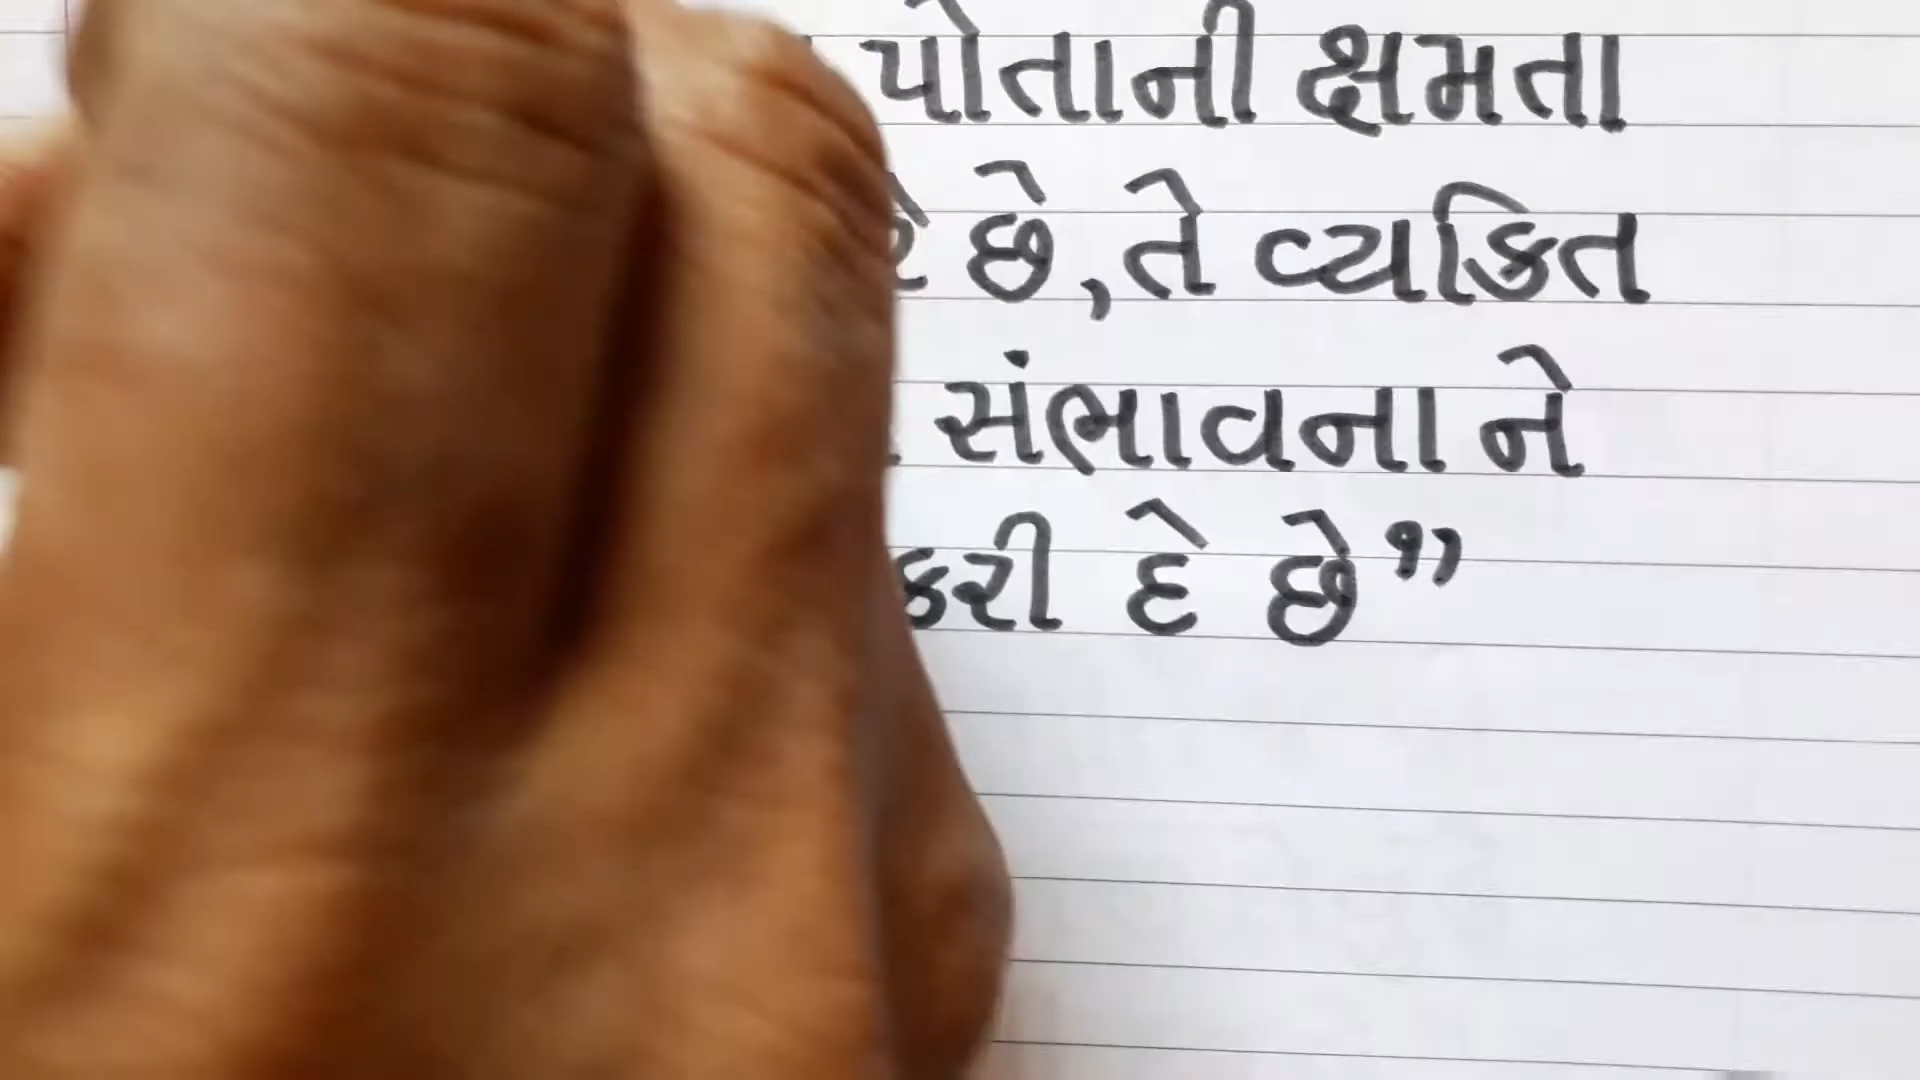 પોતાની ક્ષમતા
છે, તે વ્યકિત
સંભાવના ને
કરી દે છે”